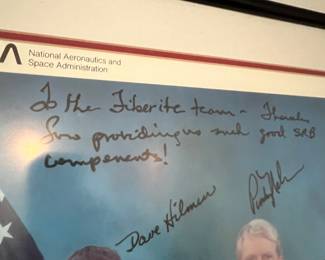 National Aeronautics and
Space Administration
To the Fiberite team - Thanks
for providing us such good SRB
components!
Dave Hilmers